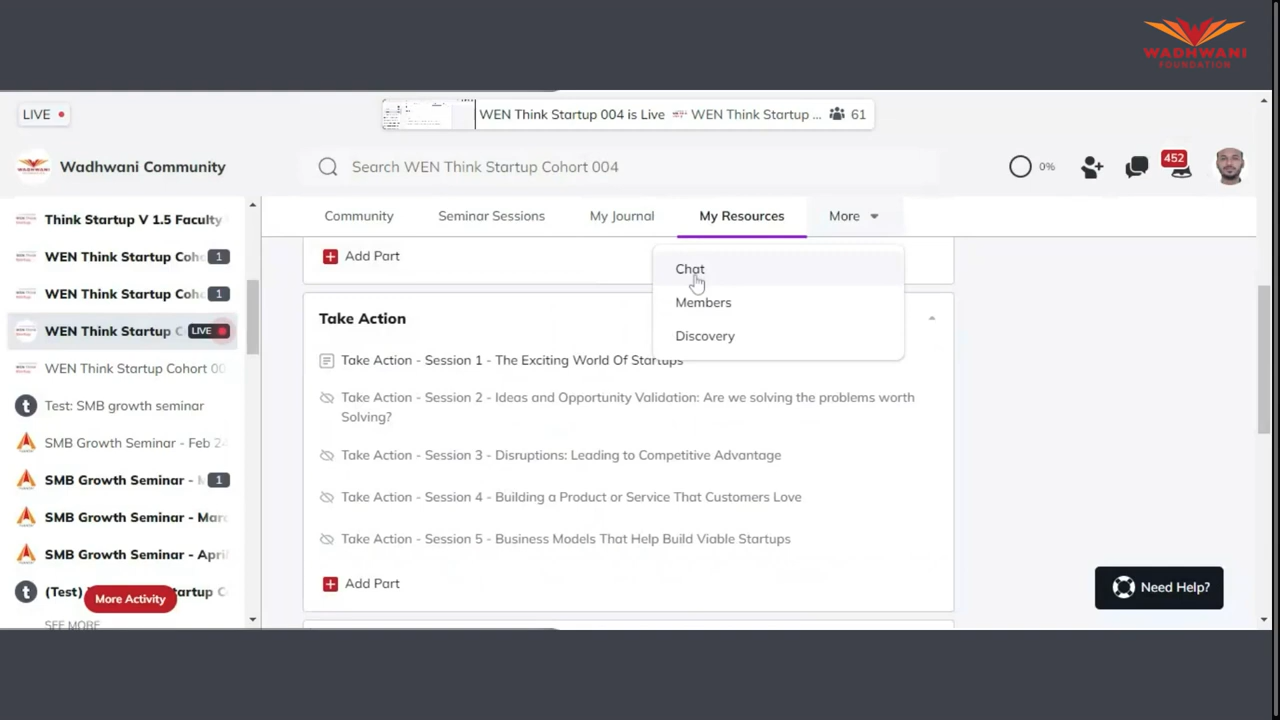 WADHWANI
FOUNDATION
LIVE
WEN Think Startup 004 is Live WEN Think Startup ... 61
Wadhwani Community
Search WEN Think Startup Cohort 004
0%
452
Community Seminar Sessions My Journal My Resources More
Think Startup V 1.5 Faculty
WEN Think Startup Coh 1
WEN Think Startup Coh 1
WEN Think Startup C LIVE
WEN Think Startup Cohort 00
Test: SMB growth seminar
SMB Growth Seminar - Feb 24
SMB Growth Seminar - 1
SMB Growth Seminar - Mar
SMB Growth Seminar - April
(Test) tartup C
More Activity
SEE MORE
Add Part
Chat
Members
Discovery
Take Action
Take Action - Session 1 - The Exciting World Of Startups
Take Action - Session 2 - Ideas and Opportunity Validation: Are we solving the problems worth
Solving?
Take Action - Session 3 - Disruptions: Leading to Competitive Advantage
Take Action - Session 4 - Building a Product or Service That Customers Love
Take Action - Session 5 - Business Models That Help Build Viable Startups
Add Part
Need Help?